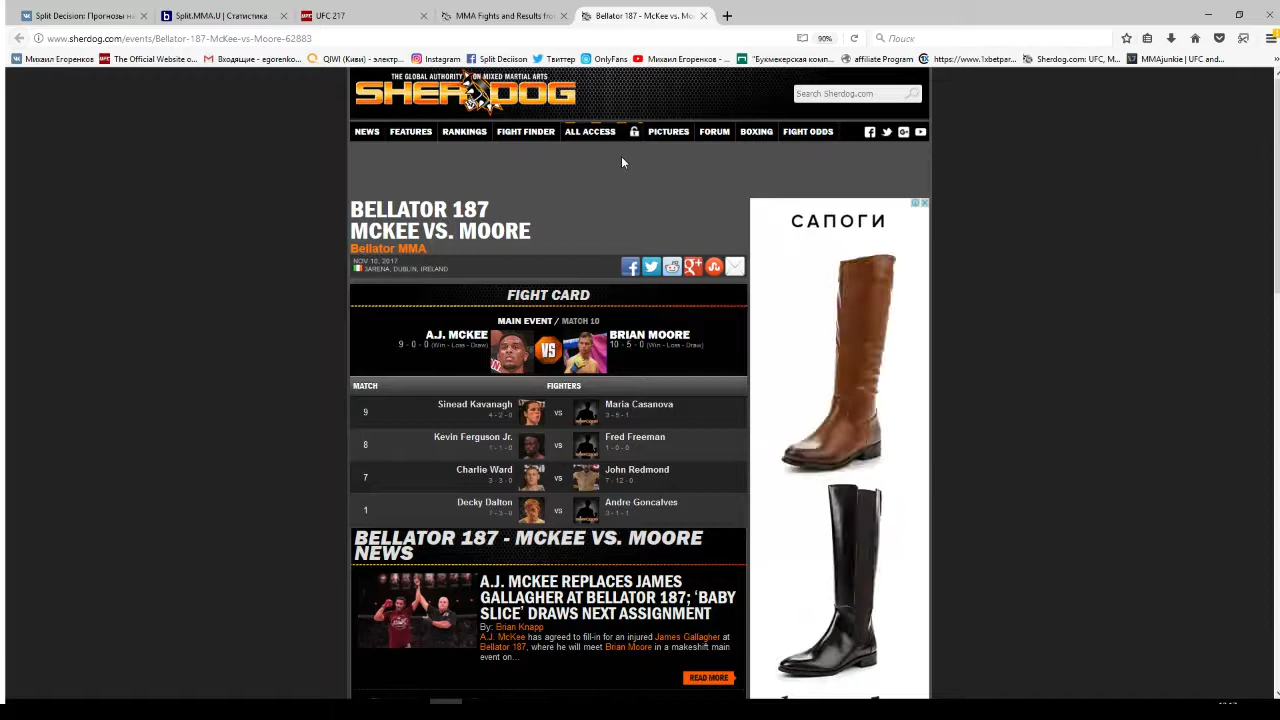 Split Decision: Прогнозы на
Split.MMA.U | Статистика
UFC 217
MMA Fights and Results from
Bellator 187 - McKee vs. Mo...
www.sherdog.com/events/Bellator-187-McKee-vs-Moore-62883
90%
Поиск
Михаил Егоренков
The Official Website o...
Входящие - egorenko...
QIWI (Киви) - электр...
Instagram
Split Decision
Твиттер
OnlyFans
Михаил Егоренков...
"Букмекерская комп...
affiliate Program
https://www.1xbetpar...
Sherdog.com: UFC, M...
MMAjunkie | UFC and...
THE GLOBAL AUTHORITY ON MIXED MARTIAL ARTS
SHERDOG
Search Sherdog.com
NEWS FEATURES RANKINGS FIGHT FINDER ALL ACCESS PICTURES FORUM BOXING FIGHT ODDS
BELLATOR 187
MCKEE VS. MOORE
Bellator MMA
NOV 10, 2017
3ARENA, DUBLIN, IRELAND
САПОГИ
FIGHT CARD
MAIN EVENT / MATCH 10
A.J. MCKEE VS BRIAN MOORE
9 - 0 - 0 (Win - Loss - Draw) 10 - 5 - 0 (Win - Loss - Draw)
MATCH FIGHTERS
9 Sinead Kavanagh vs Maria Casanova
4 - 2 - 0 3 - 5 - 1
8 Kevin Ferguson Jr. vs Fred Freeman
1 - 1 - 0 1 - 0 - 0
7 Charlie Ward vs John Redmond
3 - 3 - 0 7 - 12 - 0
1 Decky Dalton vs Andre Goncalves
7 - 3 - 0 3 - 1 - 1
BELLATOR 187 - MCKEE VS. MOORE
NEWS
A.J. MCKEE REPLACES JAMES
GALLAGHER AT BELLATOR 187; ‘BABY
SLICE’ DRAWS NEXT ASSIGNMENT
By: Brian Knapp
A.J. McKee has agreed to fill-in for an injured James Gallagher at
Bellator 187, where he will meet Brian Moore in a makeshift main
event on...
READ MORE